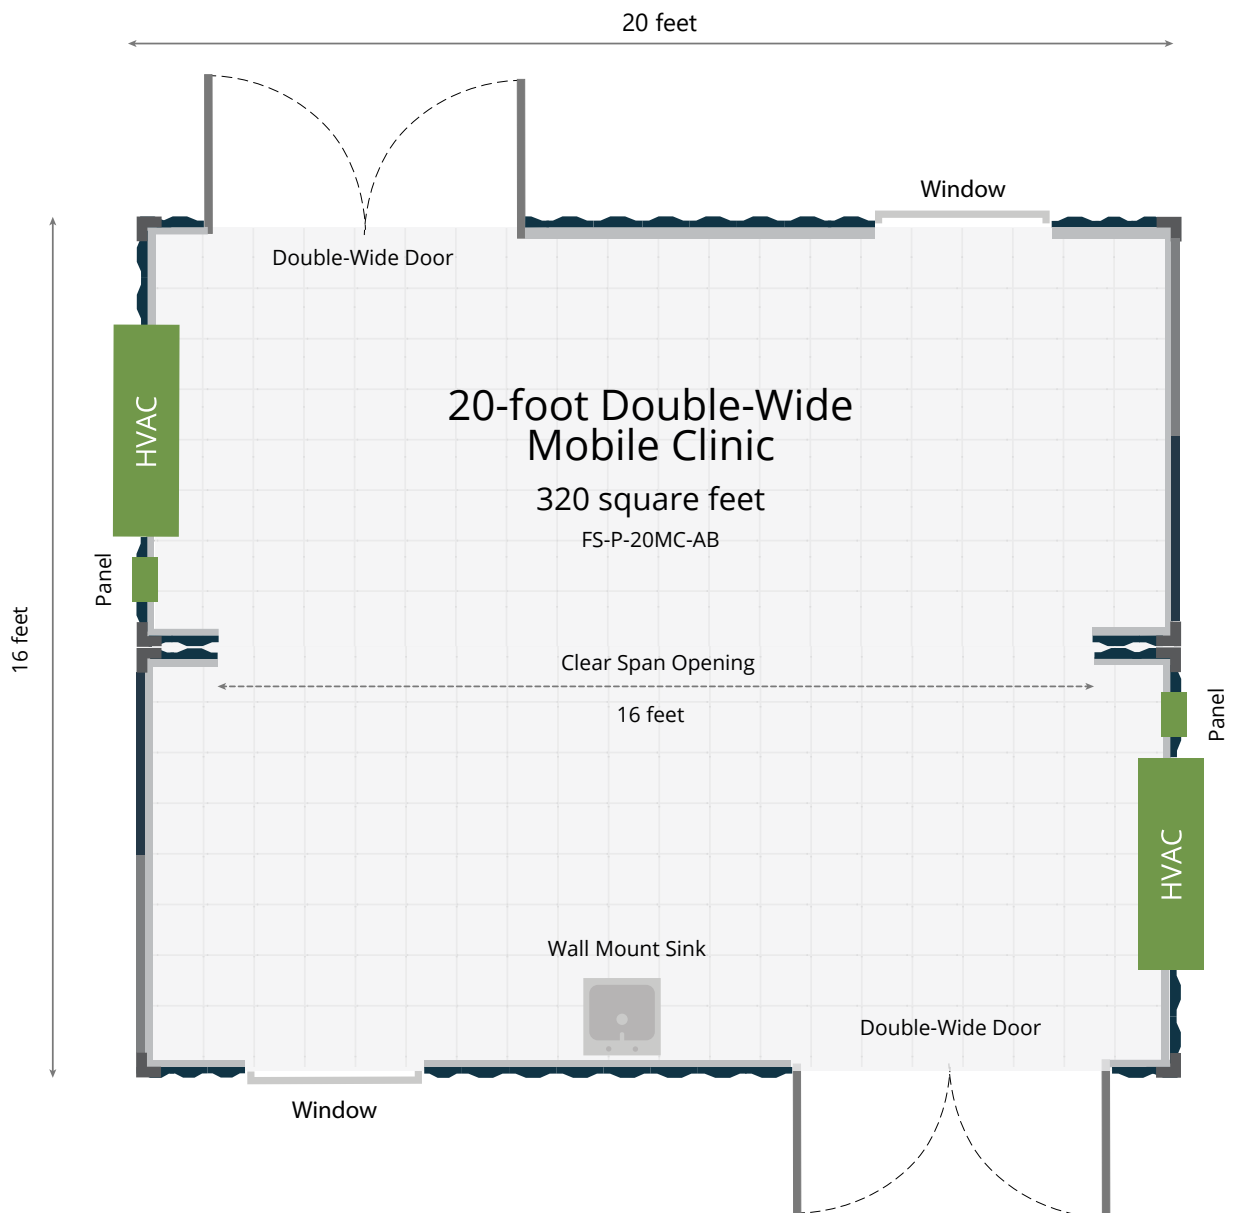 20 feet
Window
Double-Wide Door
HVAC
20-foot Double-Wide
Mobile Clinic
320 square feet
FS-P-20MC-AB
Panel
16 feet
Clear Span Opening
16 feet
Panel
HVAC
Wall Mount Sink
Double-Wide Door
Window